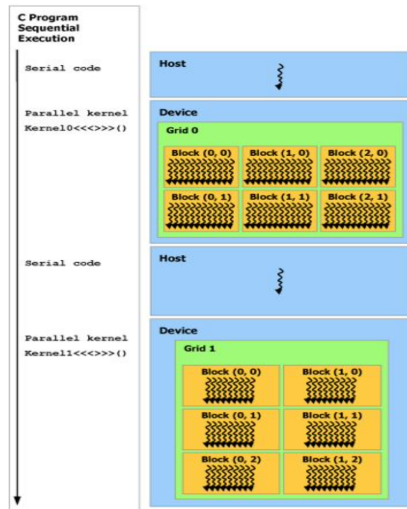 C Program
Sequential
Execution
Serial code
Host
Parallel kernel
Kernel0<<<>>>()
Device
Grid 0
Block (0, 0) Block (1, 0) Block (2, 0)
Block (0, 1) Block (1, 1) Block (2, 1)
Serial code
Host
Parallel kernel
Kernel1<<<>>>()
Device
Grid 1
Block (0, 0) Block (1, 0)
Block (0, 1) Block (1, 1)
Block (0, 2) Block (1, 2)